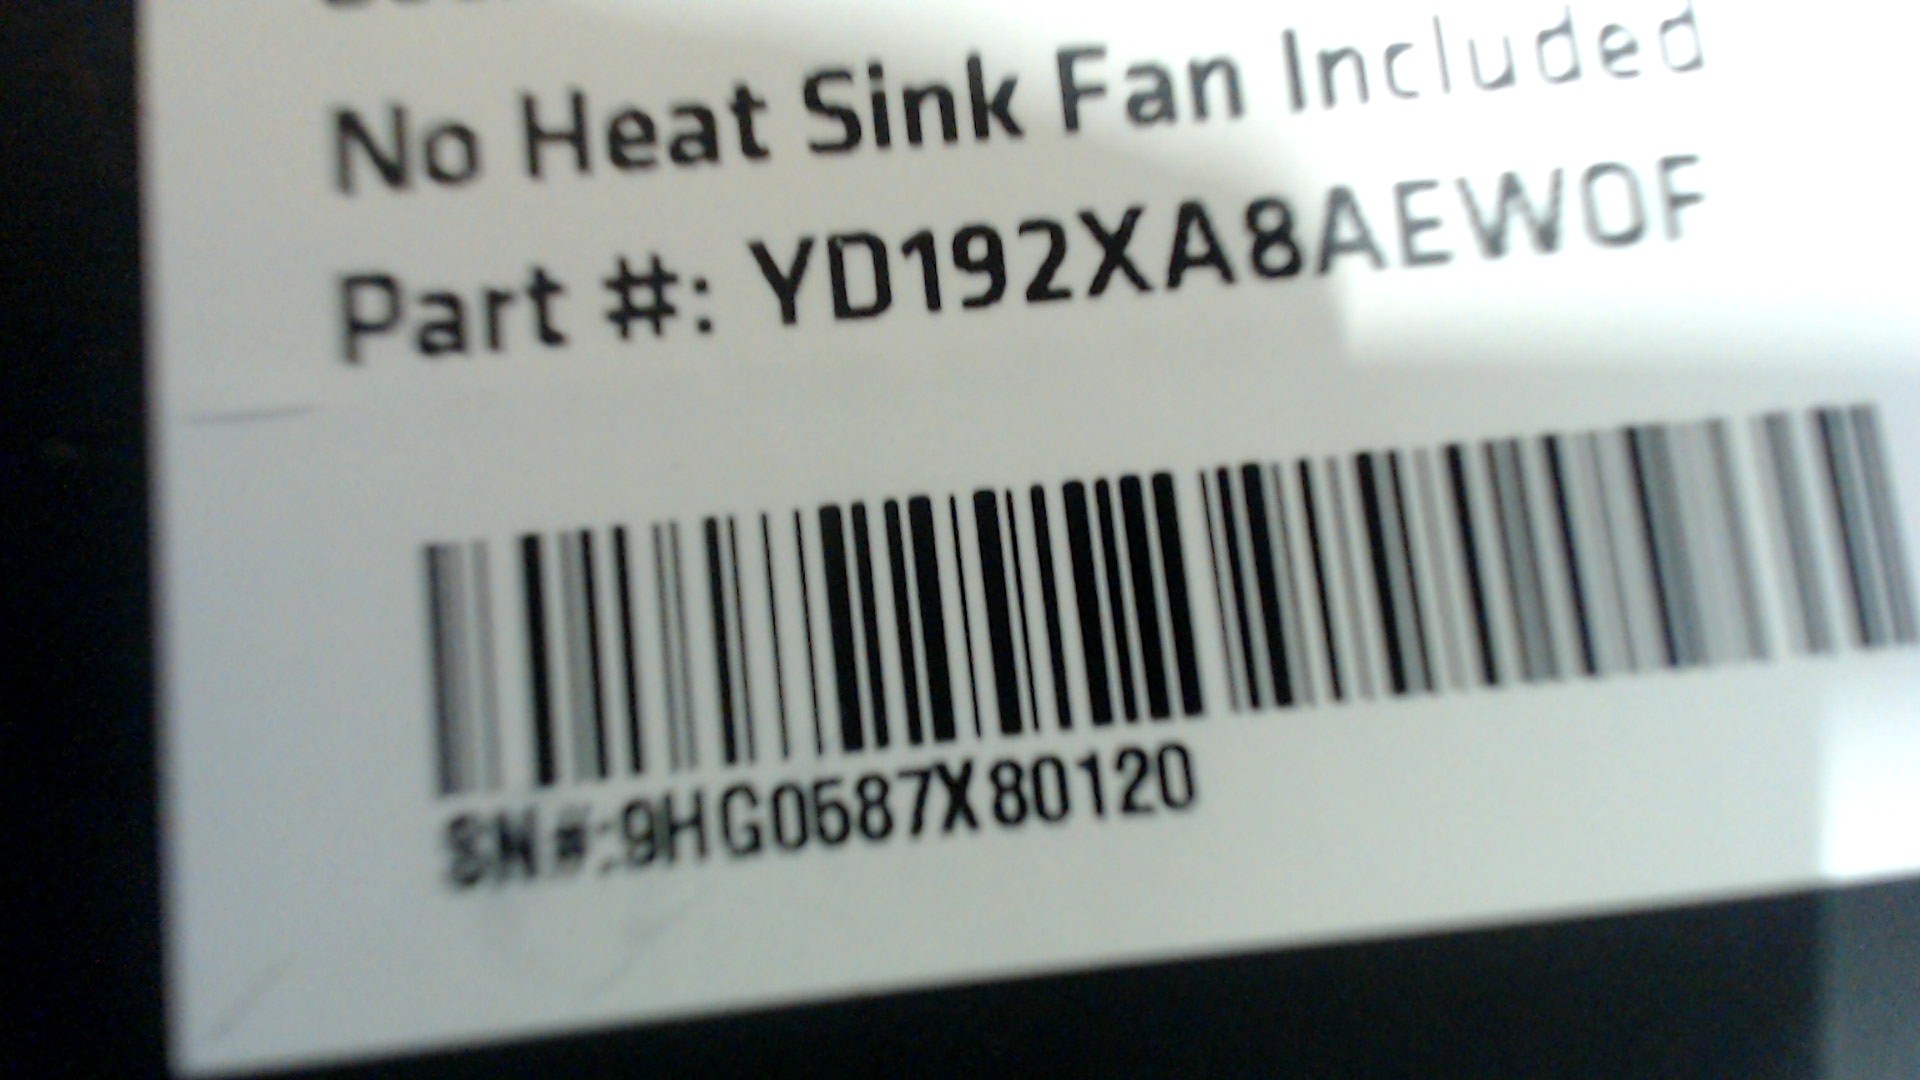 No Heat Sink Fan Included
Part #: YD192XA8AEWOF
SN#:9HG0587X80120